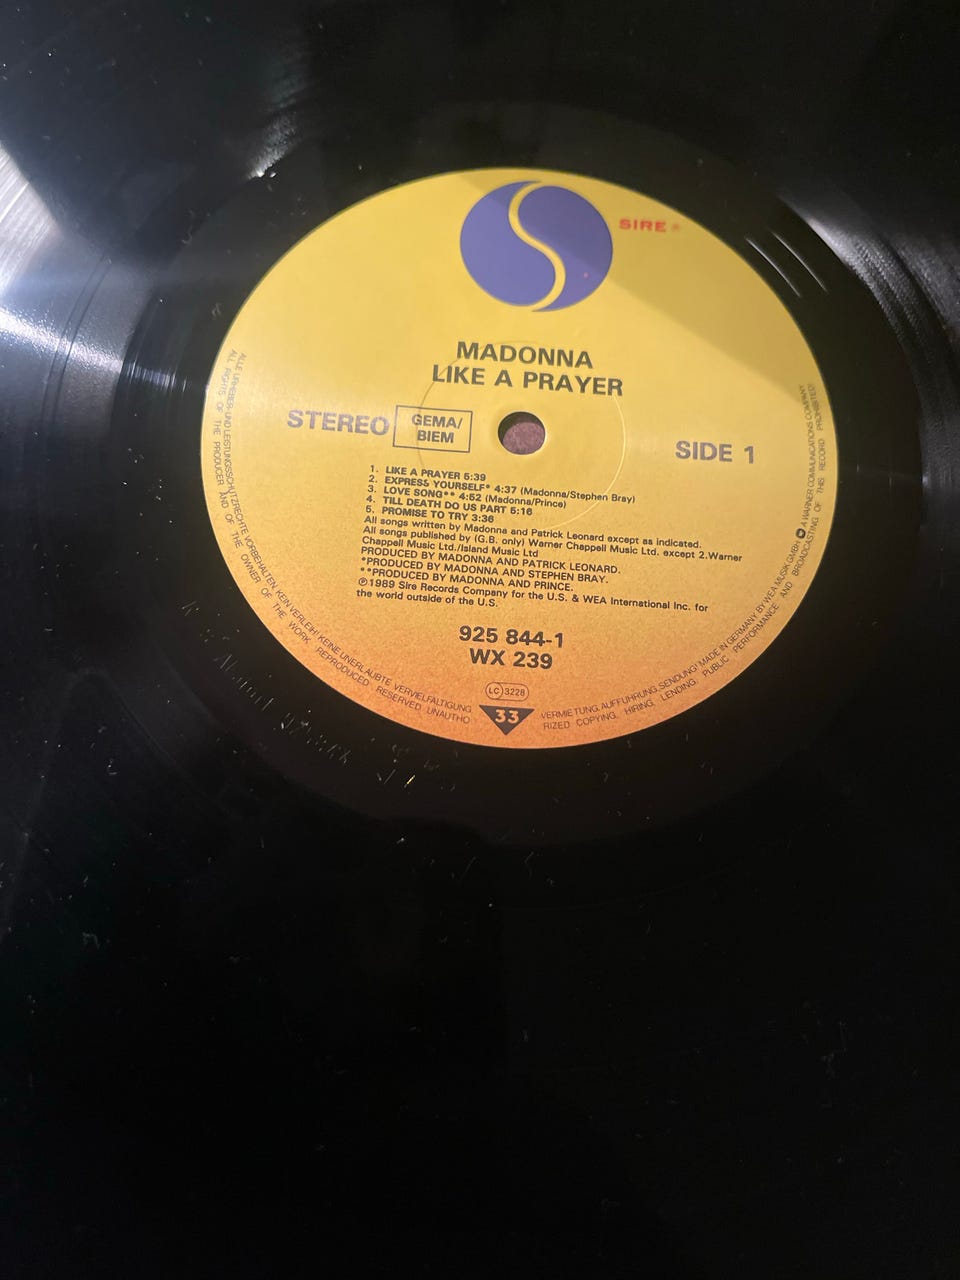 SIRE ®
MADONNA
LIKE A PRAYER
STEREO
GEMA/
BIEM
SIDE 1
1. LIKE A PRAYER 5:39
2. EXPRESS YOURSELF* 4:37 (Madonna/Stephen Bray)
3. LOVE SONG** 4:52 (Madonna/Prince)
4. TILL DEATH DO US PART 5:16
5. PROMISE TO TRY 3:36
All songs written by Madonna and Patrick Leonard except as indicated.
All songs published by (G.B. only) Warner Chappell Music Ltd. except 2.Warner
Chappell Music Ltd./Island Music Ltd
PRODUCED BY MADONNA AND PATRICK LEONARD.
*PRODUCED BY MADONNA AND STEPHEN BRAY.
**PRODUCED BY MADONNA AND PRINCE.
℗1989 Sire Records Company for the U.S. & WEA International Inc. for
the world outside of the U.S.
925 844-1
WX 239
LC 3228
33
ALLE URHEBER- UND LEISTUNGSSCHUTZRECHTE VORBEHALTEN. KEIN VERLEIH! KEINE UNERLAUBTE VERVIELFÄLTIGUNG, VERMIETUNG, AUFFÜHRUNG, SENDUNG! MADE IN GERMANY BY WEA MUSIK GMBH A WARNER COMMUNICATIONS COMPANY
ALL RIGHTS OF THE PRODUCER AND OF THE OWNER OF THE WORK REPRODUCED RESERVED. UNAUTHORIZED COPYING, HIRING, LENDING, PUBLIC PERFORMANCE AND BROADCASTING OF THIS RECORD PROHIBITED!